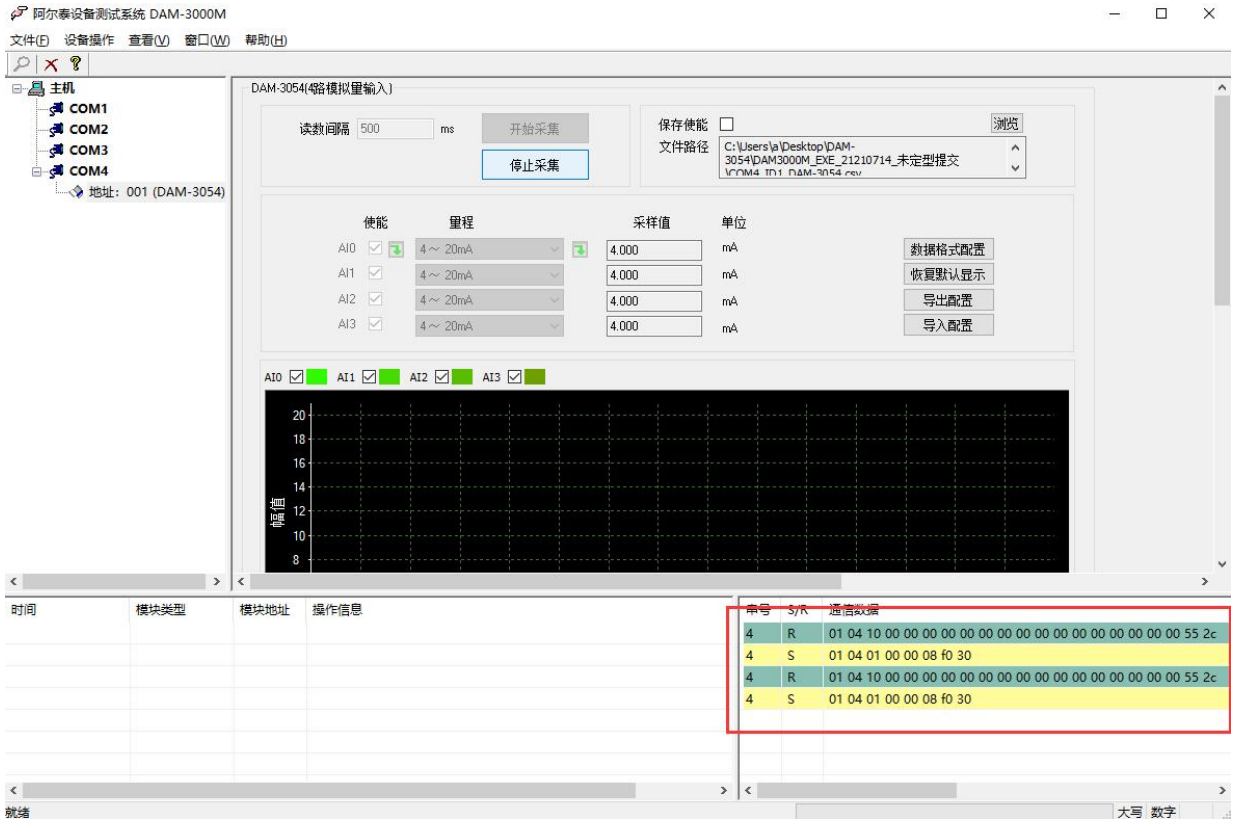 阿尔泰设备测试系统 DAM-3000M
文件(F) 设备操作 查看(V) 窗口(W) 帮助(H)
主机
COM1
COM2
COM3
COM4
地址：001 (DAM-3054)
DAM-3054(4路模拟量输入)
读数间隔 500 ms 开始采集
停止采集
保存使能 浏览
文件路径 C:\Users\a\Desktop\DAM-
3054\DAM3000M_EXE_21210714_未定型提交
\COM4_ID1_DAM-3054.csv
使能 量程 采样值 单位
AI0 4～ 20mA 4.000 mA 数据格式配置
AI1 4～ 20mA 4.000 mA 恢复默认显示
AI2 4～ 20mA 4.000 mA 导出配置
AI3 4～ 20mA 4.000 mA 导入配置
AI0 AI1 AI2 AI3
20
18
16
14
12
10
8
幅值
时间 模块类型 模块地址 操作信息
串号 S/R 通信数据
4 R 01 04 10 00 00 00 00 00 00 00 00 00 00 00 00 00 00 00 00 55 2c
4 S 01 04 01 00 00 08 f0 30
4 R 01 04 10 00 00 00 00 00 00 00 00 00 00 00 00 00 00 00 00 55 2c
4 S 01 04 01 00 00 08 f0 30
就绪
大写 数字